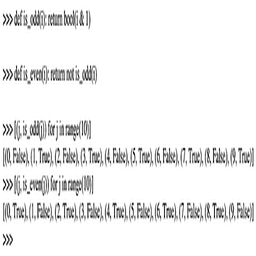 >>> def is_odd(i): return bool(i & 1)
>>> def is_even(i): return not is_odd(i)
>>> [(j, is_odd(j)) for j in range(10)]
[(0, False), (1, True), (2, False), (3, True), (4, False), (5, True), (6, False), (7, True), (8, False), (9, True)]
>>> [(j, is_even(j)) for j in range(10)]
[(0, True), (1, False), (2, True), (3, False), (4, True), (5, False), (6, True), (7, False), (8, True), (9, False)]
>>>